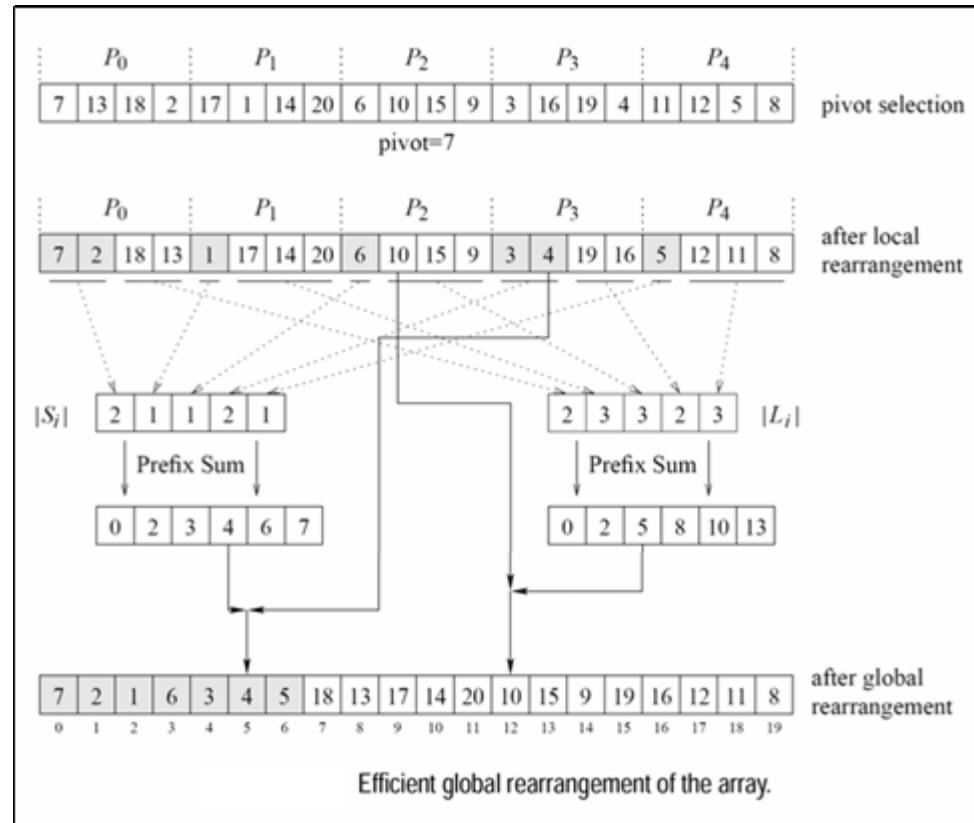 P0 P1 P2 P3 P4
7 13 18 2 17 1 14 20 6 10 15 9 3 16 19 4 11 12 5 8 pivot selection
pivot=7
P0 P1 P2 P3 P4
7 2 18 13 1 17 14 20 6 10 15 9 3 4 19 16 5 12 11 8 after local
rearrangement
|Si| 2 1 1 2 1 2 3 3 2 3 |Li|
Prefix Sum Prefix Sum
0 2 3 4 6 7 0 2 5 8 10 13
7 2 1 6 3 4 5 18 13 17 14 20 10 15 9 19 16 12 11 8 after global
rearrangement
0 1 2 3 4 5 6 7 8 9 10 11 12 13 14 15 16 17 18 19
Efficient global rearrangement of the array.